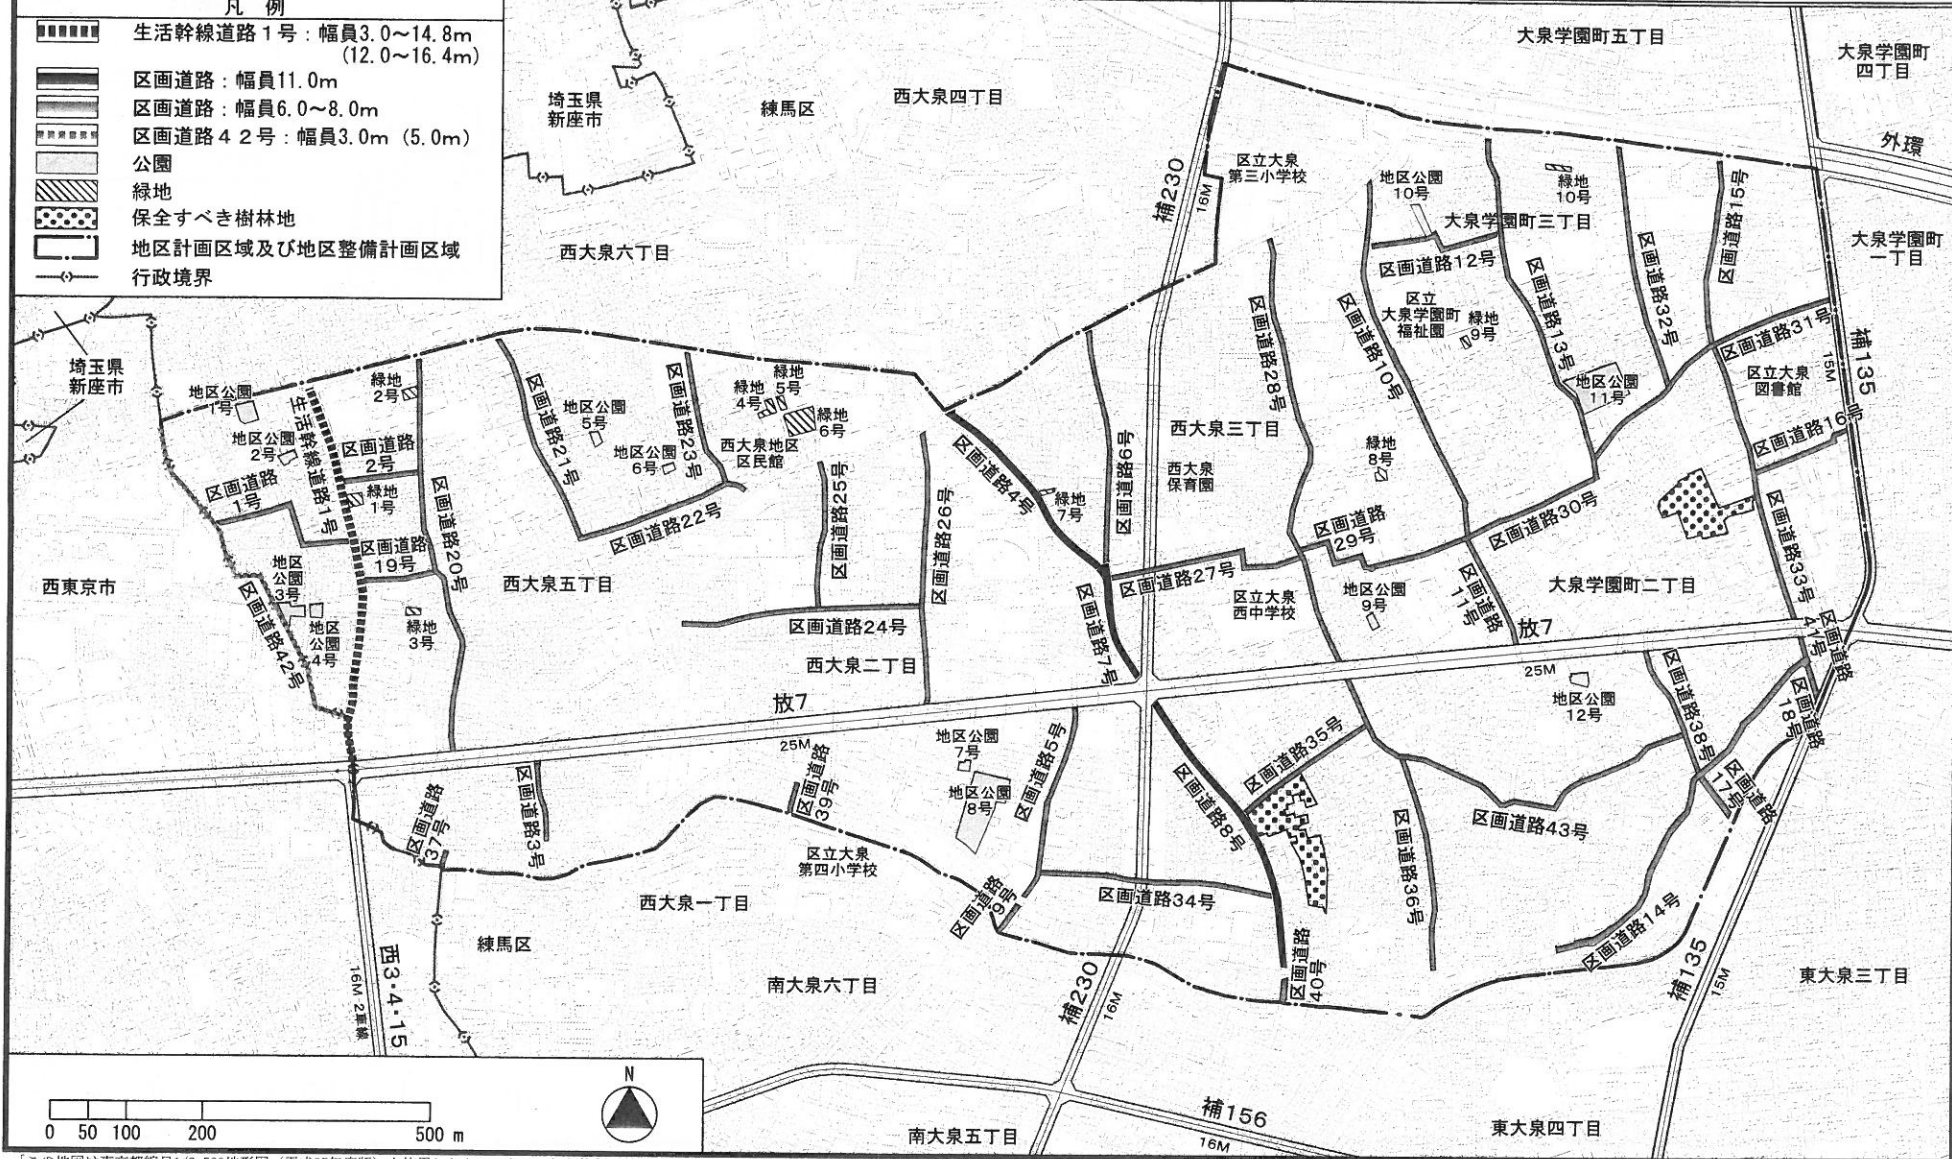 凡 例
生活幹線道路１号：幅員3.0～14.8m
(12.0～16.4m)
区画道路：幅員11.0m
区画道路：幅員6.0～8.0m
区画道路４２号：幅員3.0m (5.0m)
公園
緑地
保全すべき樹林地
地区計画区域及び地区整備計画区域
行政境界
埼玉県
新座市
練馬区
西大泉四丁目
大泉学園町五丁目
大泉学園町
四丁目
外環
補230
16M
区立大泉
第三小学校
地区公園
10号
緑地
10号
大泉学園町三丁目
区画道路15号
大泉学園町
一丁目
西大泉六丁目
区画道路12号
区画道路32号
区画道路13号
区画道路10号
区画道路28号
区立
大泉学園町
福祉園
緑地
9号
区画道路31号
補135
15M
埼玉県
新座市
地区公園
1号
緑地
2号
地区公園
2号
生活幹線道路1号
区画道路
2号
区画道路
1号
緑地
1号
区画道路21号
地区公園
5号
地区公園
6号
区画道路23号
緑地
4号
緑地
5号
緑地
6号
西大泉地区
区民館
区画道路4号
区画道路6号
西大泉三丁目
西大泉
保育園
緑地
8号
地区公園
11号
区立大泉
図書館
区画道路16号
区画道路20号
区画道路22号
区画道路25号
区画道路26号
緑地
7号
区画道路
29号
区画道路30号
区画道路33号
西東京市
地区
公園
3号
区画道路
19号
西大泉五丁目
区画道路42号
地区
公園
4号
緑地
3号
区画道路24号
西大泉二丁目
区画道路7号
区画道路27号
区立大泉
西中学校
地区公園
9号
区画道路
11号
大泉学園町二丁目
区画道路
41号
放7
25M
放7
25M
地区公園
12号
区画道路38号
区画道路
18号
区画道路
37号
区画道路3号
区画道路
39号
地区公園
7号
地区公園
8号
区画道路5号
区画道路8号
区画道路35号
区画道路36号
区画道路43号
区画道路
17号
区立大泉
第四小学校
西大泉一丁目
区画道路
9号
区画道路34号
区画道路
40号
区画道路14号
練馬区
西3・4・15
16M 2車線
南大泉六丁目
補230
16M
補135
15M
東大泉三丁目
N
0 50 100 200 500 m
南大泉五丁目
補156
16M
東大泉四丁目